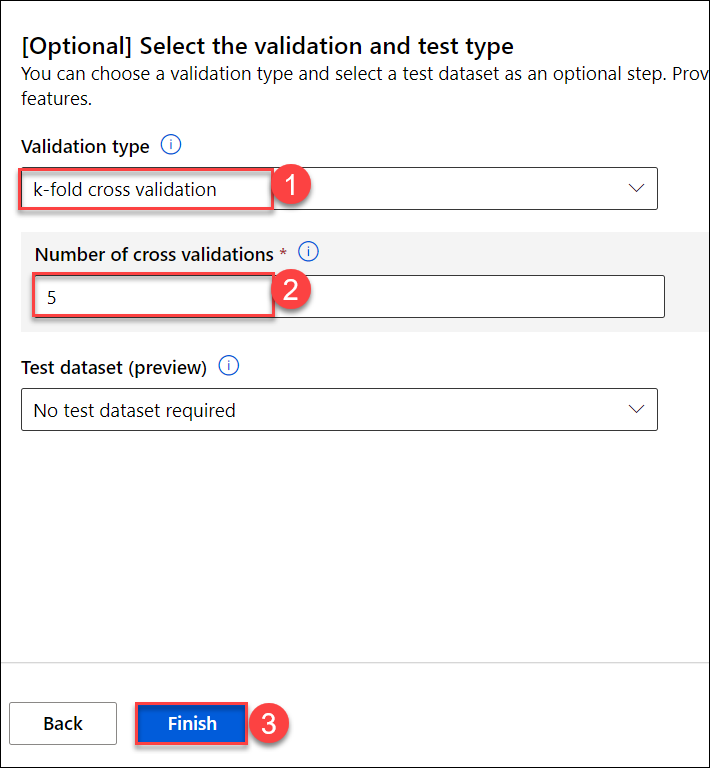 [Optional] Select the validation and test type
You can choose a validation type and select a test dataset as an optional step. Prov
features.
Validation type
k-fold cross validation
1
Number of cross validations *
5
2
Test dataset (preview)
No test dataset required
Back
Finish
3